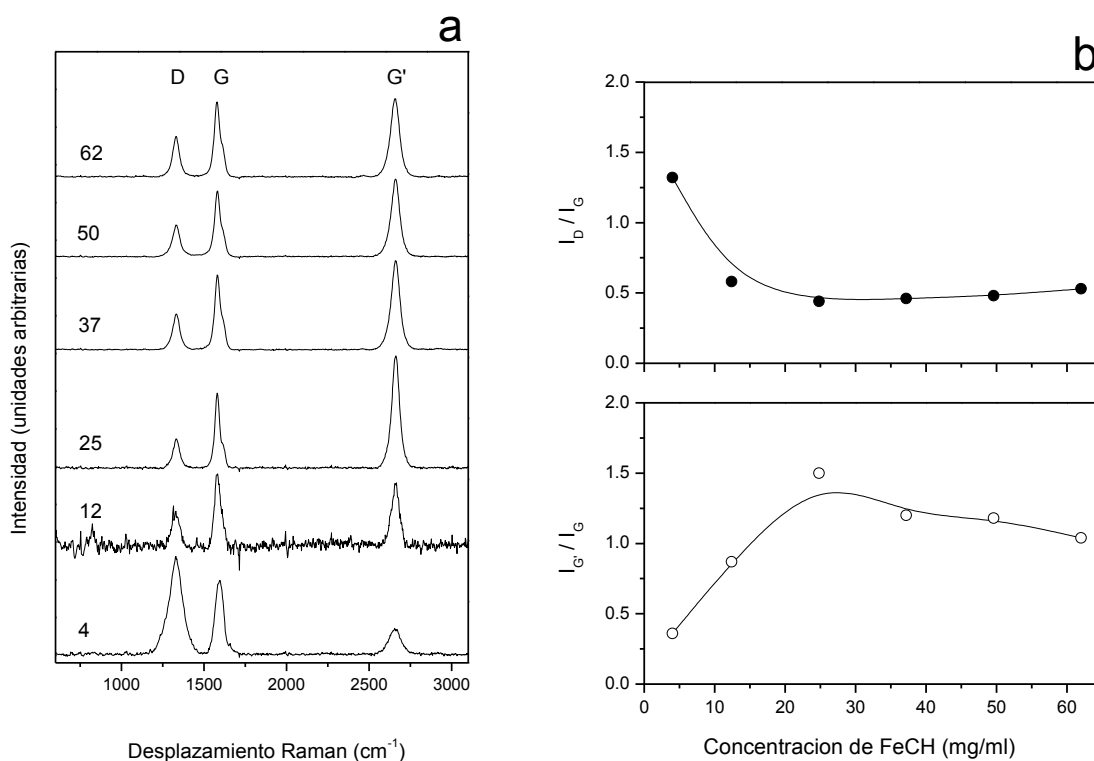 a
D G G'
62
50
37
25
12
4
Intensidad (unidades arbitrarias)
1000 1500 2000 2500 3000
Desplazamiento Raman (cm-1)
b
2.0
1.5
1.0
0.5
0.0
ID / IG
2.0
1.5
1.0
0.5
0.0
IG' / IG
0 10 20 30 40 50 60
Concentracion de FeCH (mg/ml)